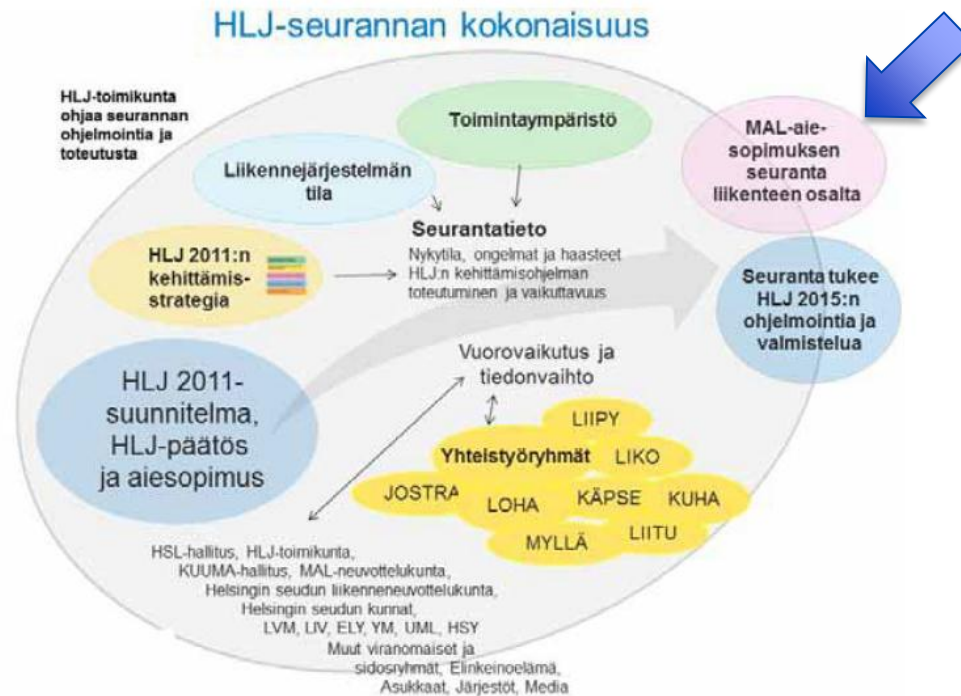 HLJ-seurannan kokonaisuus
HLJ-toimikunta
ohjaa seurannan
ohjelmointia ja
toteutusta
Toimintaympäristö
MAL-aie-
sopimuksen
seuranta
liikenteen osalta
Liikennejärjestelmän
tila
Seurantatieto
Nykytila, ongelmat ja haasteet
HLJ:n kehittämisohjelman
toteutuminen ja vaikuttavuus
HLJ 2011:n
kehittämis-
strategia
Seuranta tukee
HLJ 2015:n
ohjelmointia ja
valmistelua
HLJ 2011-
suunnitelma,
HLJ-päätös
ja aiesopimus
Vuorovaikutus ja
tiedonvaihto
LIIPY
Yhteistyöryhmät
LIKO
JOSTRA
LOHA
KÄPSE
KUHA
MYLLÄ
LIITU
HSL-hallitus, HLJ-toimikunta,
KUUMA-hallitus, MAL-neuvottelukunta,
Helsingin seudun liikenneneuvottelukunta,
Helsingin seudun kunnat,
LVM, LIV, ELY, YM, UML, HSY
Muut viranomaiset ja
sidosryhmät, Elinkeinoelämä,
Asukkaat, Järjestöt, Media